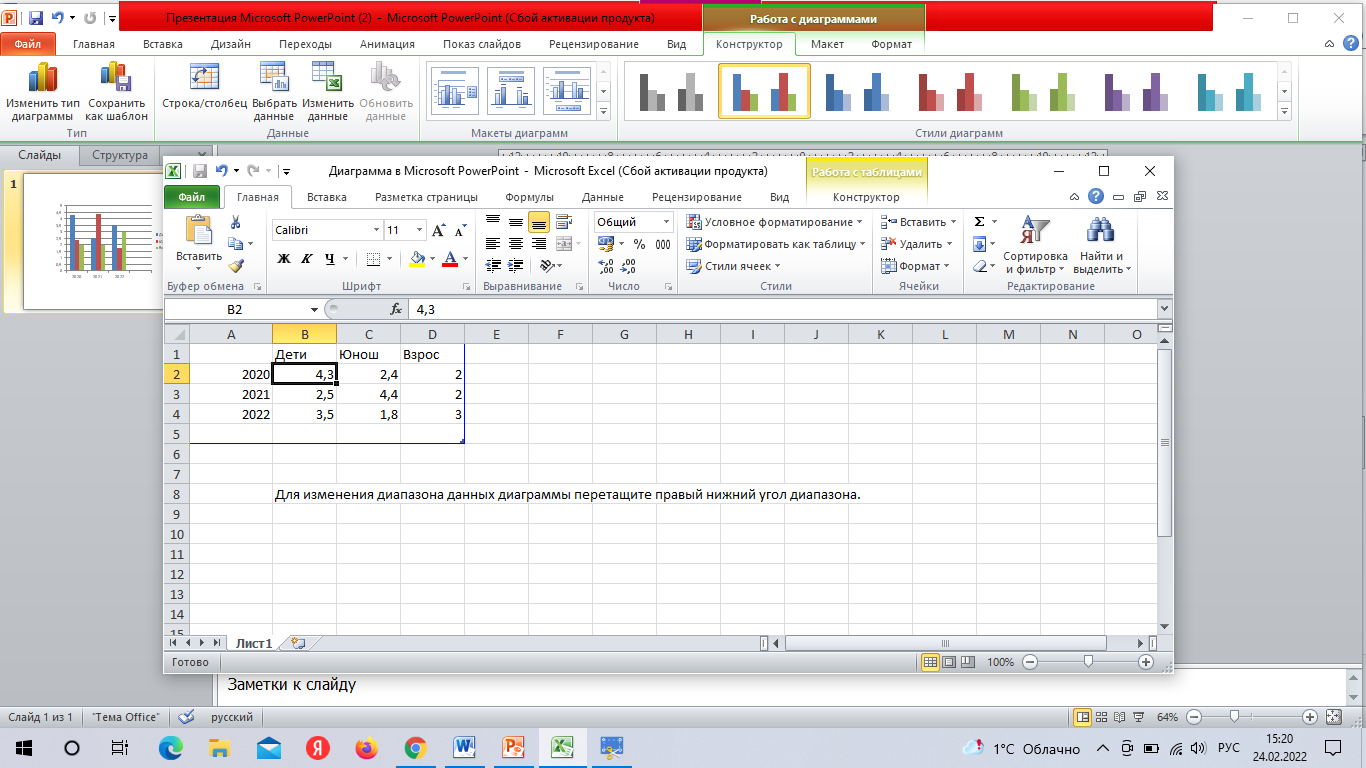 Презентация Microsoft PowerPoint (2) - Microsoft PowerPoint (Сбой активации продукта)
Работа с диаграммами
Файл Главная Вставка Дизайн Переходы Анимация Показ слайдов Рецензирование Вид Конструктор Макет Формат
Изменить тип диаграммы
Сохранить как шаблон
Строка/столбец
Выбрать данные
Изменить данные
Обновить данные
Тип Данные Макеты диаграмм Стили диаграмм
Слайды Структура
1
Диаграмма в Microsoft PowerPoint - Microsoft Excel (Сбой активации продукта)
Работа с таблицами
Файл Главная Вставка Разметка страницы Формулы Данные Рецензирование Вид Конструктор
Вставить
Calibri 11
Ж К Ч
Общий
% 000
Условное форматирование
Форматировать как таблицу
Стили ячеек
Вставить
Удалить
Формат
Сортировка и фильтр
Найти и выделить
Буфер обмена Шрифт Выравнивание Число Стили Ячейки Редактирование
B2 fx 4,3
A B C D E F G H I J K L M N O
1 Дети Юнош Взрос
2 2020 4,3 2,4 2
3 2021 2,5 4,4 2
4 2022 3,5 1,8 3
5
6
7
8 Для изменения диапазона данных диаграммы перетащите правый нижний угол диапазона.
9
10
11
12
13
14
15
Лист1
Готово 100%
Заметки к слайду
Слайд 1 из 1 "Тема Office" русский 64%
1°C Облачно РУС 15:20
24.02.2022